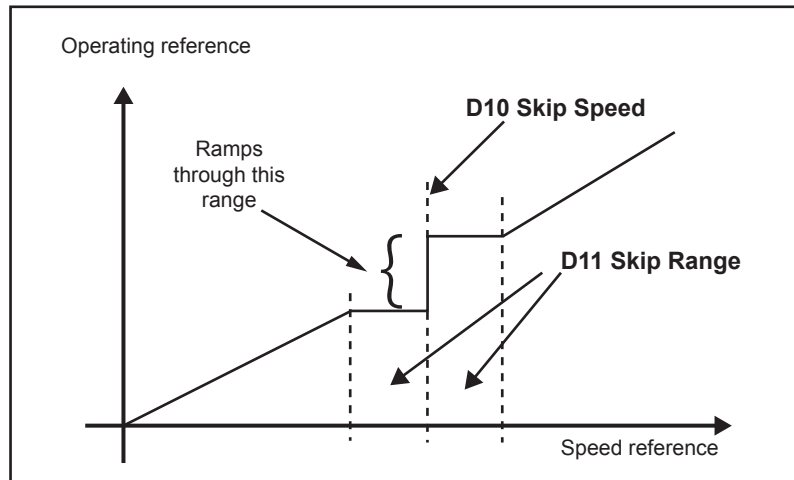 Operating reference
D10 Skip Speed
Ramps
through this
range
D11 Skip Range
Speed reference